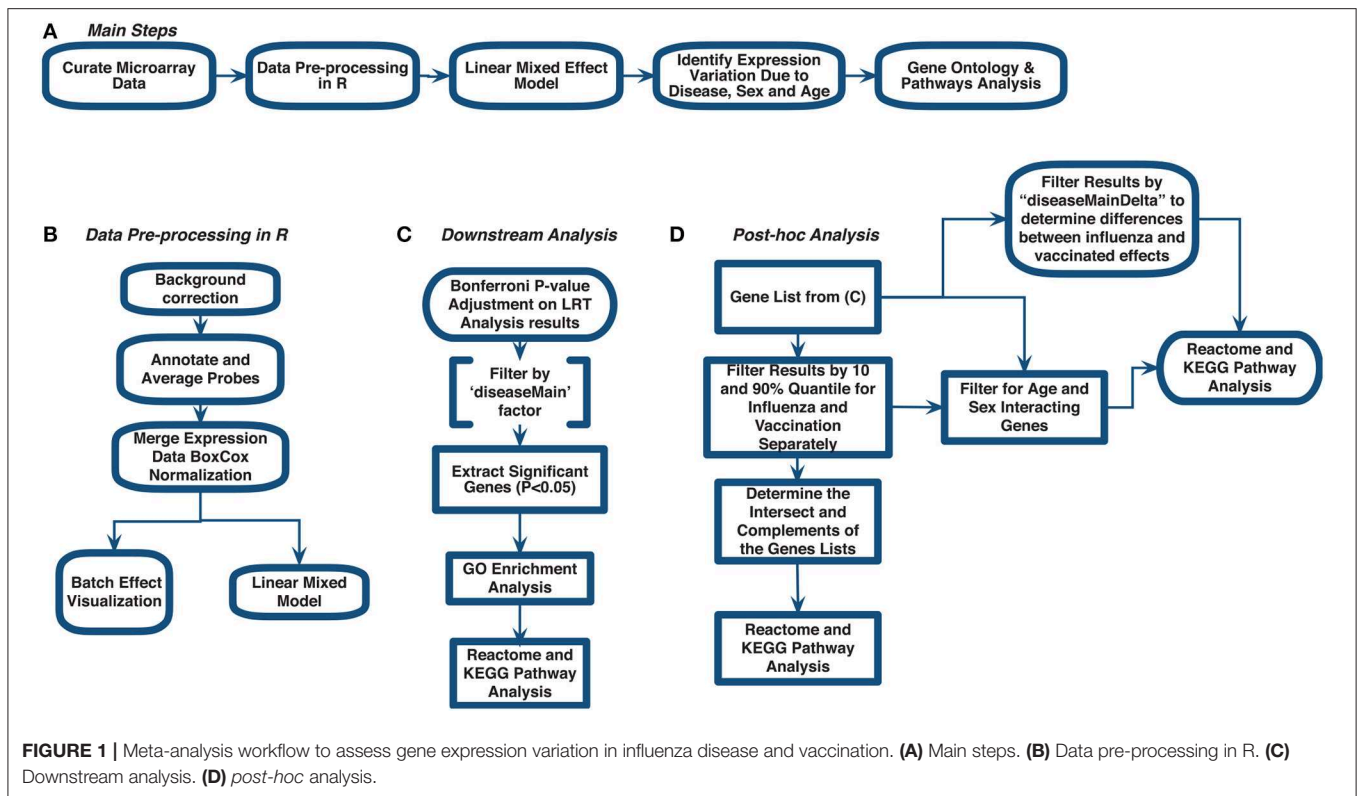 A Main Steps
Curate Microarray
Data
Data Pre-processing
in R
Linear Mixed Effect
Model
Identify Expression
Variation Due to
Disease, Sex and Age
Gene Ontology &
Pathways Analysis
B Data Pre-processing in R
Background
correction
Annotate and
Average Probes
Merge Expression
Data BoxCox
Normalization
Batch Effect
Visualization
Linear Mixed
Model
C Downstream Analysis
Bonferroni P-value
Adjustment on LRT
Analysis results
Filter by
'diseaseMain'
factor
Extract Significant
Genes (P<0.05)
GO Enrichment
Analysis
Reactome and
KEGG Pathway
Analysis
D Post-hoc Analysis
Gene List from (C)
Filter Results by
“diseaseMainDelta” to
determine differences
between influenza and
vaccinated effects
Filter Results by 10
and 90% Quantile for
Influenza and
Vaccination
Separately
Filter for Age and
Sex Interacting
Genes
Reactome and
KEGG Pathway
Analysis
Determine the
Intersect and
Complements of
the Genes Lists
Reactome and
KEGG Pathway
Analysis
FIGURE 1 | Meta-analysis workflow to assess gene expression variation in influenza disease and vaccination. (A) Main steps. (B) Data pre-processing in R. (C)
Downstream analysis. (D) post-hoc analysis.